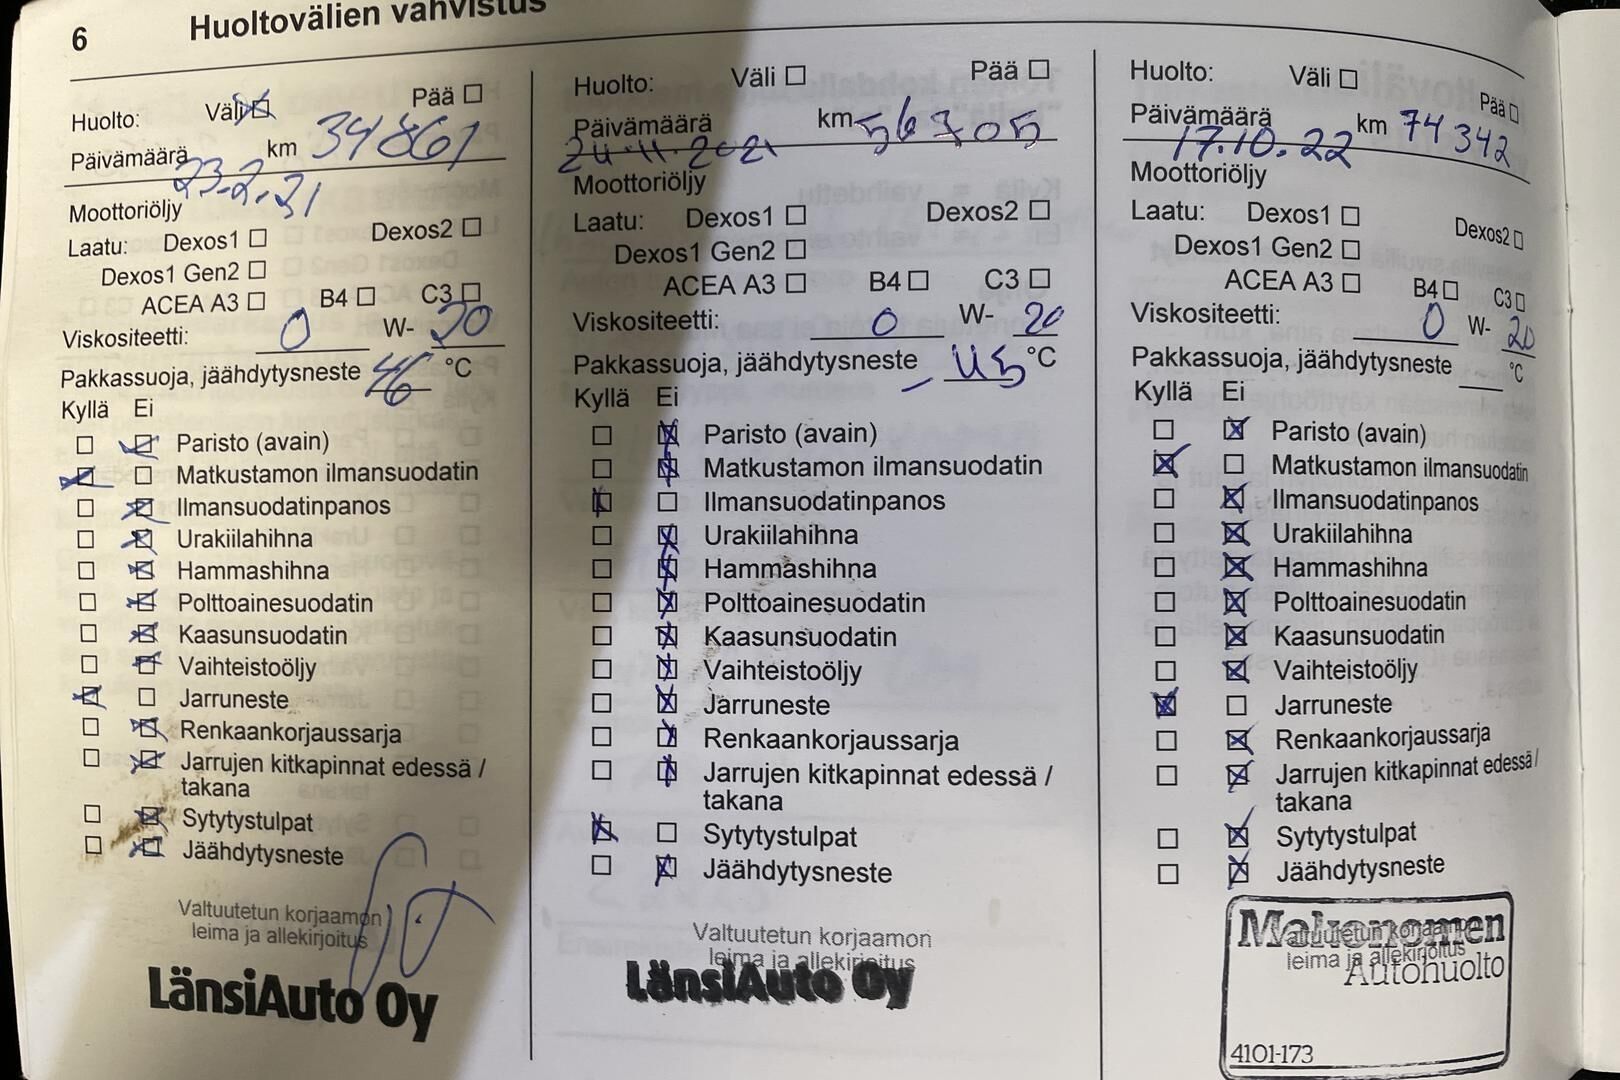 6 Huoltovälien vahvistus
Huolto: Väli Pää
Päivämäärä km 34861
23.2.21
Moottoriöljy
Laatu: Dexos1 Dexos2
Dexos1 Gen2
ACEA A3 B4 C3
Viskositeetti: 0 W- 20
Pakkassuoja, jäähdytysneste 46 °C
Kyllä Ei
Paristo (avain)
Matkustamon ilmansuodatin
Ilmansuodatinpanos
Urakiilahihna
Hammashihna
Polttoainesuodatin
Kaasunsuodatin
Vaihteistoöljy
Jarruneste
Renkaankorjaussarja
Jarrujen kitkapinnat edessä /
takana
Sytytystulpat
Jäähdytysneste
Valtuutetun korjaamon
leima ja allekirjoitus
LänsiAuto Oy
Huolto: Väli Pää
Päivämäärä km 56705
24.11.2021
Moottoriöljy
Laatu: Dexos1 Dexos2
Dexos1 Gen2
ACEA A3 B4 C3
Viskositeetti: 0 W- 20
Pakkassuoja, jäähdytysneste -45 °C
Kyllä Ei
Paristo (avain)
Matkustamon ilmansuodatin
Ilmansuodatinpanos
Urakiilahihna
Hammashihna
Polttoainesuodatin
Kaasunsuodatin
Vaihteistoöljy
Jarruneste
Renkaankorjaussarja
Jarrujen kitkapinnat edessä /
takana
Sytytystulpat
Jäähdytysneste
Valtuutetun korjaamon
leima ja allekirjoitus
LänsiAuto Oy
Huolto: Väli Pää
Päivämäärä km 74342
17.10.22
Moottoriöljy
Laatu: Dexos1 Dexos2
Dexos1 Gen2
ACEA A3 B4 C3
Viskositeetti: 0 W- 20
Pakkassuoja, jäähdytysneste °C
Kyllä Ei
Paristo (avain)
Matkustamon ilmansuodatin
Ilmansuodatinpanos
Urakiilahihna
Hammashihna
Polttoainesuodatin
Kaasunsuodatin
Vaihteistoöljy
Jarruneste
Renkaankorjaussarja
Jarrujen kitkapinnat edessä /
takana
Sytytystulpat
Jäähdytysneste
Mekonomen
Valtuutetun korjaamon
leima ja allekirjoitus
Autohuolto
4101-173